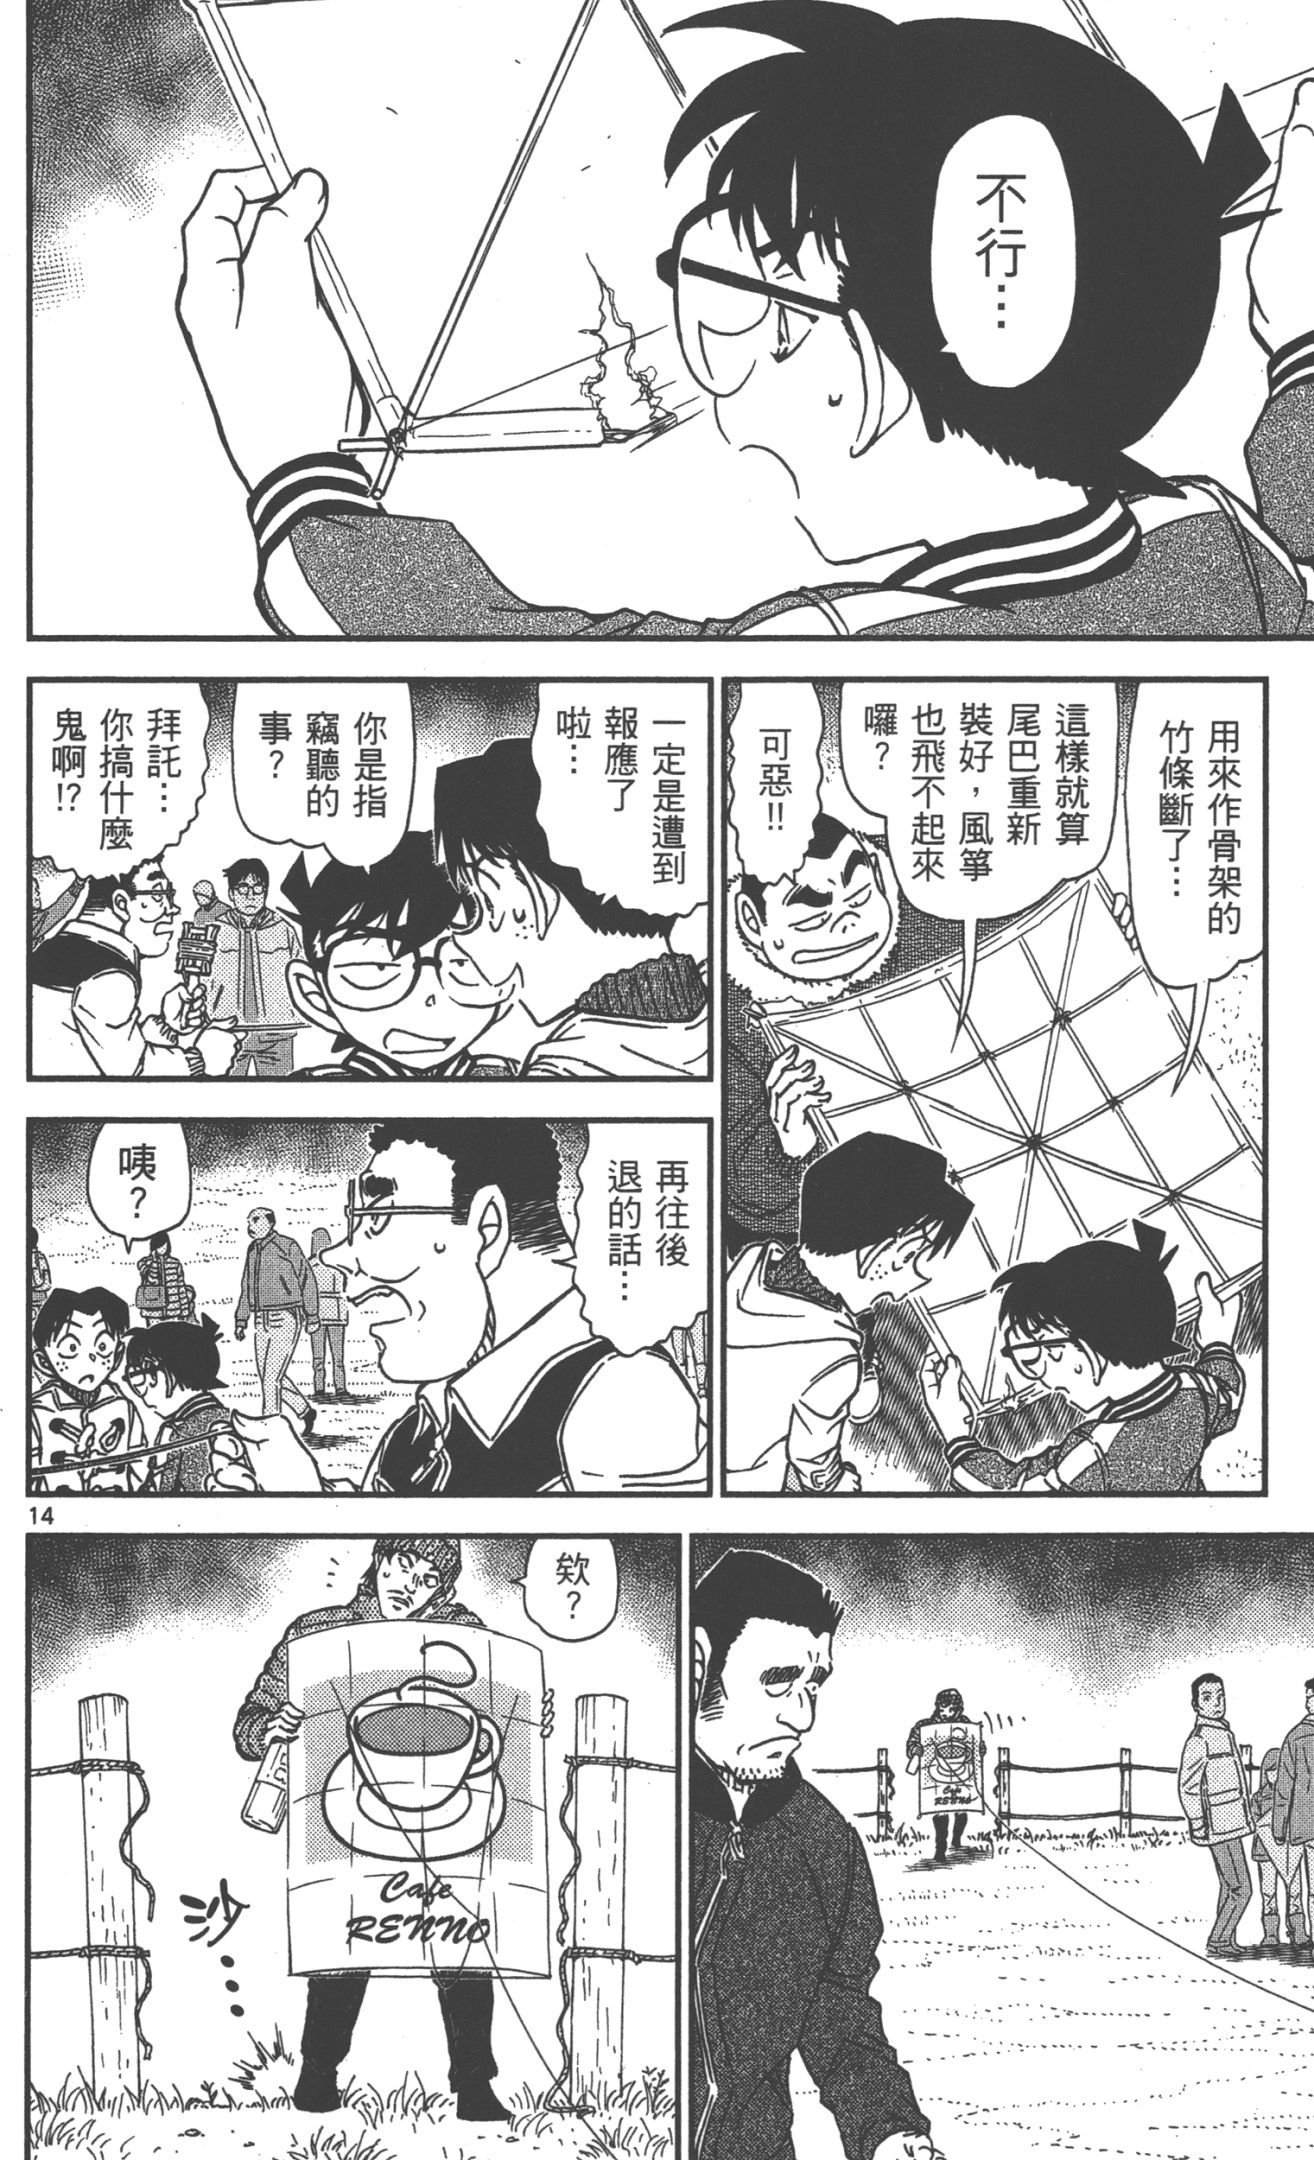 不行…
用來作骨架的
竹條斷了…
這樣就算
尾巴重新
裝好，風箏
也飛不起來
囉？
可惡!!
一定是遭到
報應了
啦…
你是指
竊聽的
事？
拜託…
你搞什麼
鬼啊!?
再往後
退的話…
咦？
14
Cafe
RENNO
欸？
Cafe
RENNO
沙…